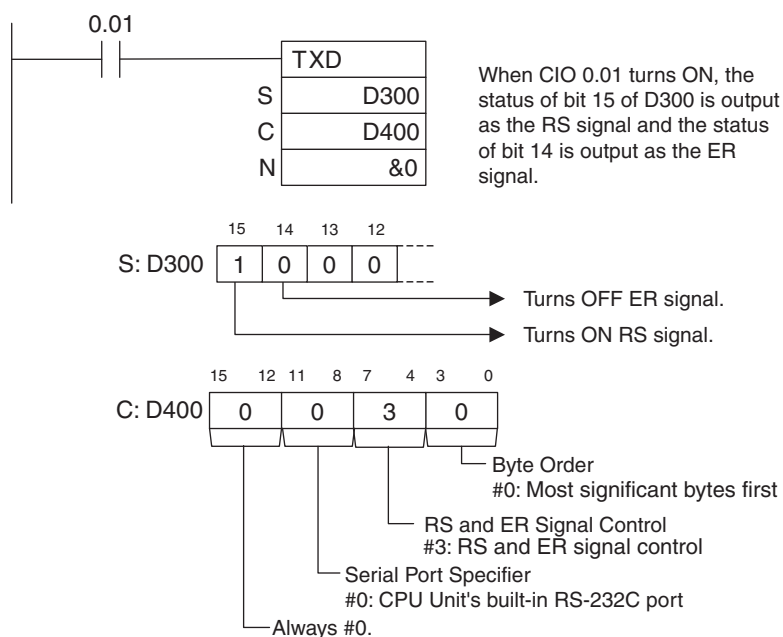 0.01
TXD
S D300
C D400
N &0
When CIO 0.01 turns ON, the
status of bit 15 of D300 is output
as the RS signal and the status
of bit 14 is output as the ER
signal.
15 14 13 12
S: D300 1 0 0 0
Turns OFF ER signal.
Turns ON RS signal.
15 12 11 8 7 4 3 0
C: D400 0 0 3 0
Byte Order
#0: Most significant bytes first
RS and ER Signal Control
#3: RS and ER signal control
Serial Port Specifier
#0: CPU Unit's built-in RS-232C port
Always #0.